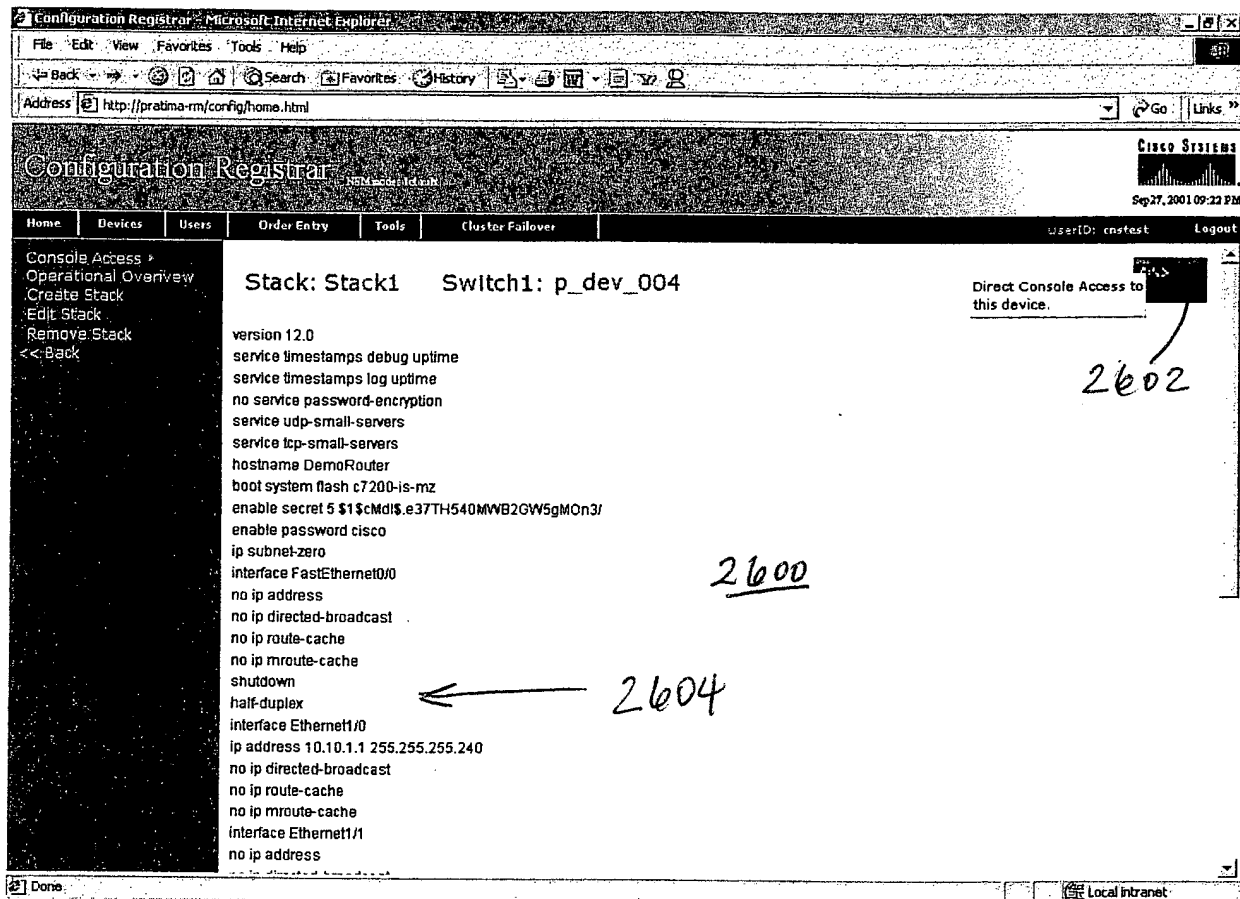 Configuration Registrar - Microsoft Internet Explorer
File Edit View Favorites Tools Help
Back Search Favorites History
Address http://pratima-rm/config/home.html Go Links »
Configuration Registrar
CISCO SYSTEMS
Sep 27, 2001 09:22 PM
Home Devices Users Order Entry Tools Cluster Failover userID: cnstest Logout
Console Access
Operational Overivew
Create Stack
Edit Stack
Remove Stack
<< Back
Stack: Stack1 Switch1: p_dev_004
Direct Console Access to
this device.
2602
version 12.0
service timestamps debug uptime
service timestamps log uptime
no service password-encryption
service udp-small-servers
service tcp-small-servers
hostname DemoRouter
boot system flash c7200-is-mz
enable secret 5 $1$cMdI$.e37TH540MWB2GW5gMOn3/
enable password cisco
ip subnet-zero
interface FastEthernet0/0
2600
no ip address
no ip directed-broadcast
no ip route-cache
no ip mroute-cache
shutdown
half-duplex
2604
interface Ethernet1/0
ip address 10.10.1.1 255.255.255.240
no ip directed-broadcast
no ip route-cache
no ip mroute-cache
interface Ethernet1/1
no ip address
Done
Local intranet